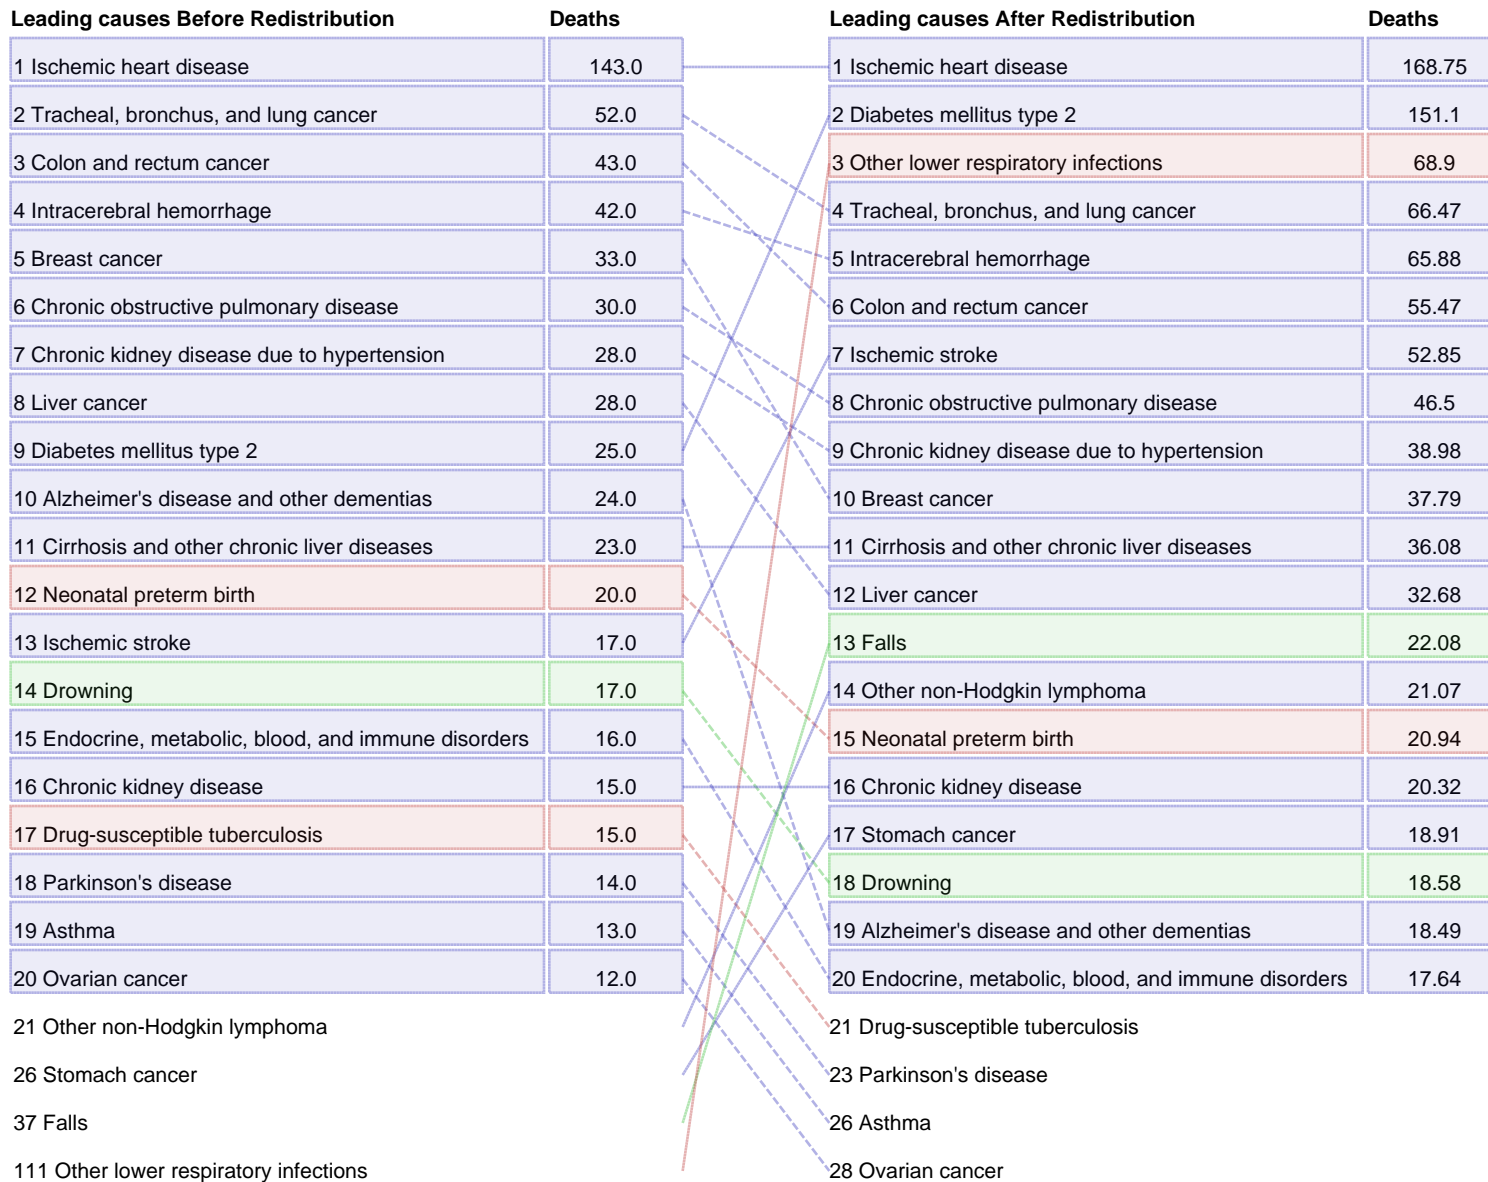 Leading causes Before Redistribution Deaths Leading causes After Redistribution Deaths
1 Ischemic heart disease 143.0 1 Ischemic heart disease 168.75
2 Tracheal, bronchus, and lung cancer 52.0 2 Diabetes mellitus type 2 151.1
3 Colon and rectum cancer 43.0 3 Other lower respiratory infections 68.9
4 Intracerebral hemorrhage 42.0 4 Tracheal, bronchus, and lung cancer 66.47
5 Breast cancer 33.0 5 Intracerebral hemorrhage 65.88
6 Chronic obstructive pulmonary disease 30.0 6 Colon and rectum cancer 55.47
7 Chronic kidney disease due to hypertension 28.0 7 Ischemic stroke 52.85
8 Liver cancer 28.0 8 Chronic obstructive pulmonary disease 46.5
9 Diabetes mellitus type 2 25.0 9 Chronic kidney disease due to hypertension 38.98
10 Alzheimer's disease and other dementias 24.0 10 Breast cancer 37.79
11 Cirrhosis and other chronic liver diseases 23.0 11 Cirrhosis and other chronic liver diseases 36.08
12 Neonatal preterm birth 20.0 12 Liver cancer 32.68
13 Ischemic stroke 17.0 13 Falls 22.08
14 Drowning 17.0 14 Other non-Hodgkin lymphoma 21.07
15 Endocrine, metabolic, blood, and immune disorders 16.0 15 Neonatal preterm birth 20.94
16 Chronic kidney disease 15.0 16 Chronic kidney disease 20.32
17 Drug-susceptible tuberculosis 15.0 17 Stomach cancer 18.91
18 Parkinson's disease 14.0 18 Drowning 18.58
19 Asthma 13.0 19 Alzheimer's disease and other dementias 18.49
20 Ovarian cancer 12.0 20 Endocrine, metabolic, blood, and immune disorders 17.64
21 Other non-Hodgkin lymphoma 21 Drug-susceptible tuberculosis
26 Stomach cancer 23 Parkinson's disease
37 Falls 26 Asthma
111 Other lower respiratory infections 28 Ovarian cancer